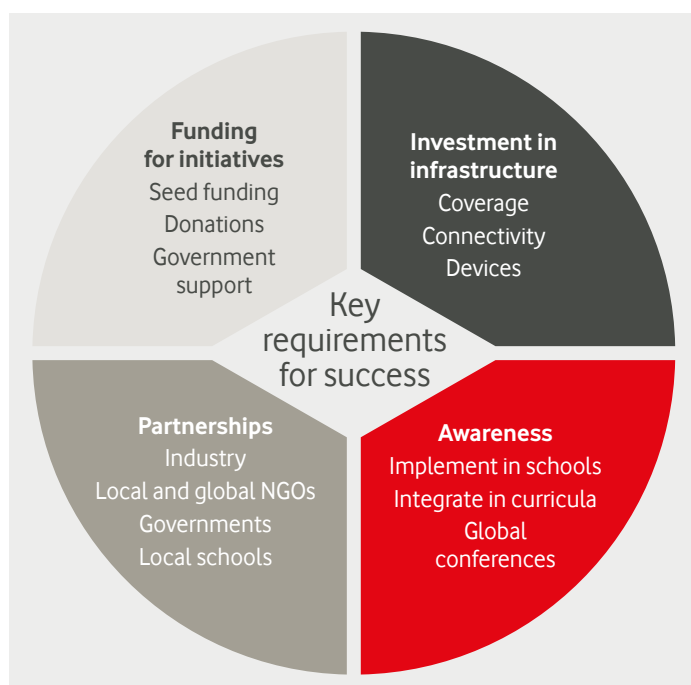 Funding
for initiatives
Seed funding
Donations
Government
support
Investment in
infrastructure
Coverage
Connectivity
Devices
Key
requirements
for success
Partnerships
Industry
Local and global NGOs
Governments
Local schools
Awareness
Implement in schools
Integrate in curricula
Global
conferences